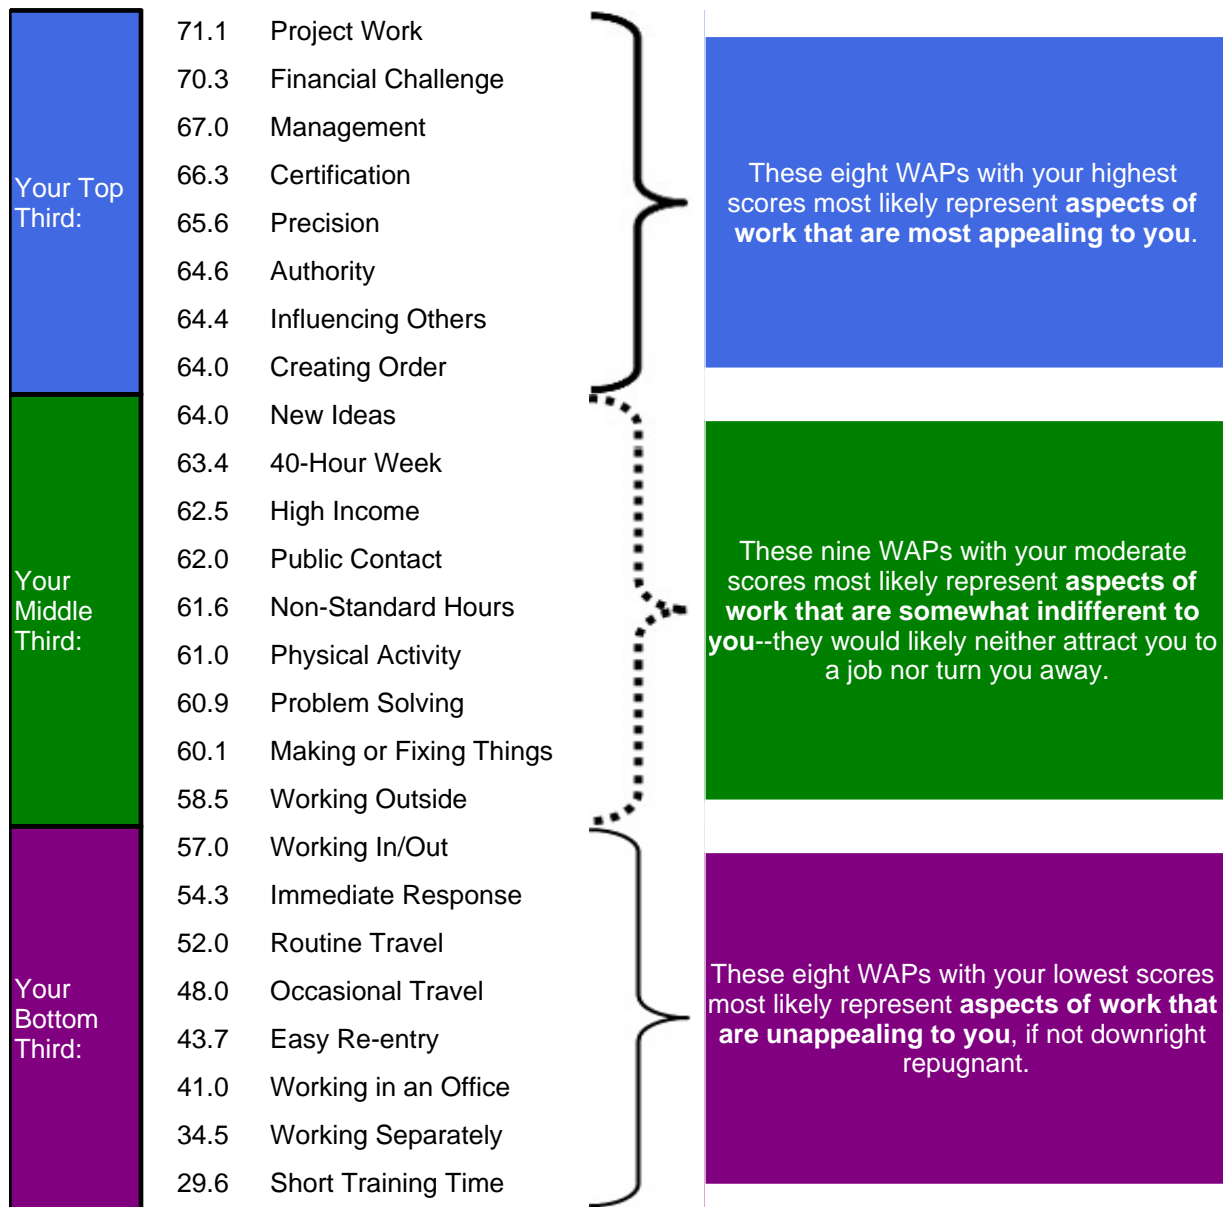 Your Top
Third:
71.1 Project Work
70.3 Financial Challenge
67.0 Management
66.3 Certification
65.6 Precision
64.6 Authority
64.4 Influencing Others
64.0 Creating Order
These eight WAPs with your highest
scores most likely represent aspects of
work that are most appealing to you.
Your
Middle
Third:
64.0 New Ideas
63.4 40-Hour Week
62.5 High Income
62.0 Public Contact
61.6 Non-Standard Hours
61.0 Physical Activity
60.9 Problem Solving
60.1 Making or Fixing Things
58.5 Working Outside
These nine WAPs with your moderate
scores most likely represent aspects of
work that are somewhat indifferent to
you--they would likely neither attract you to
a job nor turn you away.
Your
Bottom
Third:
57.0 Working In/Out
54.3 Immediate Response
52.0 Routine Travel
48.0 Occasional Travel
43.7 Easy Re-entry
41.0 Working in an Office
34.5 Working Separately
29.6 Short Training Time
These eight WAPs with your lowest scores
most likely represent aspects of work that
are unappealing to you, if not downright
repugnant.